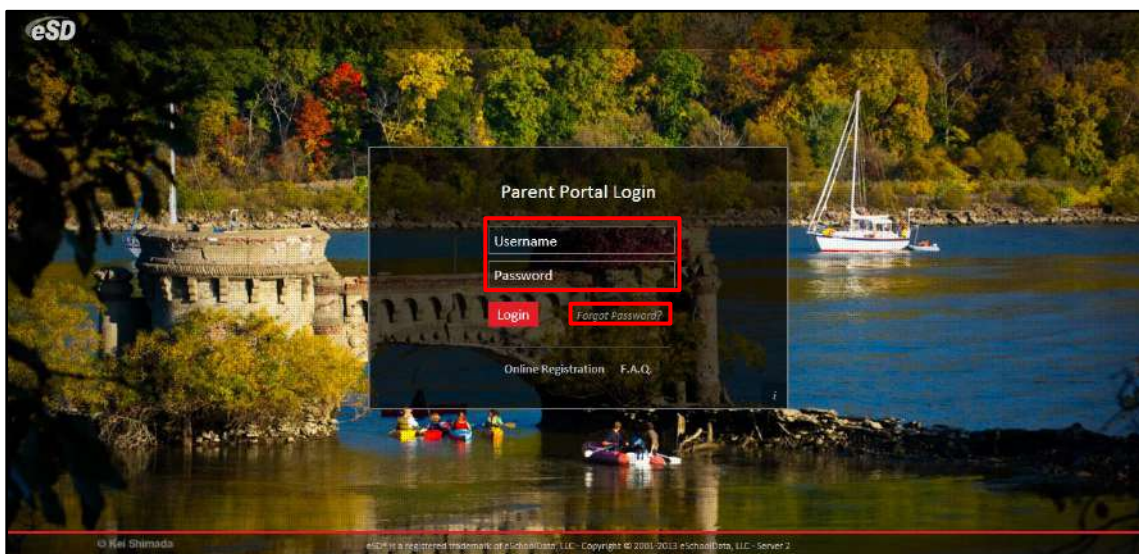 eSD
Parent Portal Login
Username
Password
Login Forgot Password?
Online Registration F.A.Q.
i
© Kei Shimada
eSD® is a registered trademark of eSchoolData, LLC - Copyright © 2001-2013 eSchoolData, LLC - Server 2